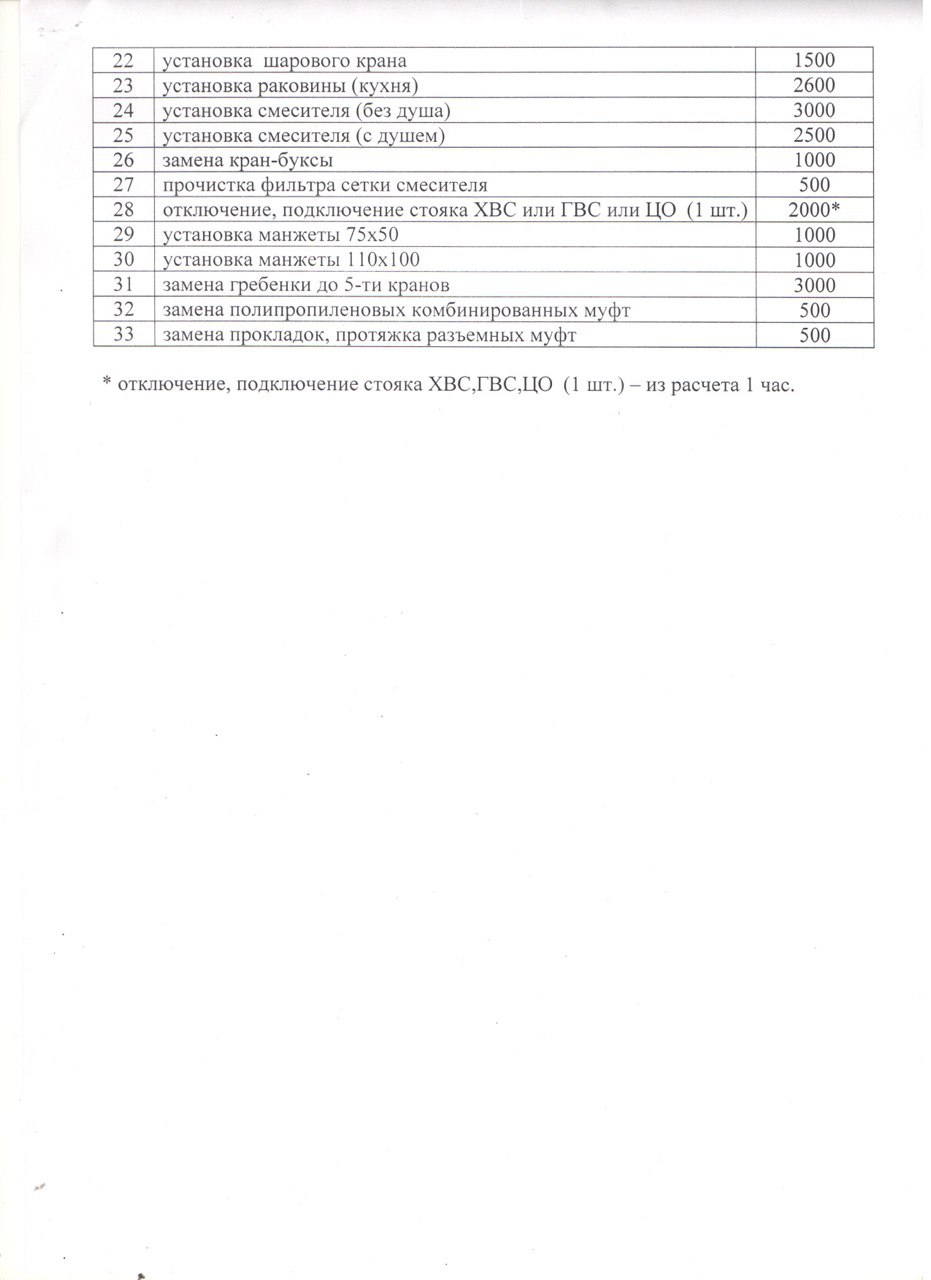 22 установка шарового крана 1500
23 установка раковины (кухня) 2600
24 установка смесителя (без душа) 3000
25 установка смесителя (с душем) 2500
26 замена кран-буксы 1000
27 прочистка фильтра сетки смесителя 500
28 отключение, подключение стояка ХВС или ГВС или ЦО (1 шт.) 2000*
29 установка манжеты 75х50 1000
30 установка манжеты 110х100 1000
31 замена гребенки до 5-ти кранов 3000
32 замена полипропиленовых комбинированных муфт 500
33 замена прокладок, протяжка разъемных муфт 500
* отключение, подключение стояка ХВС,ГВС,ЦО (1 шт.) – из расчета 1 час.